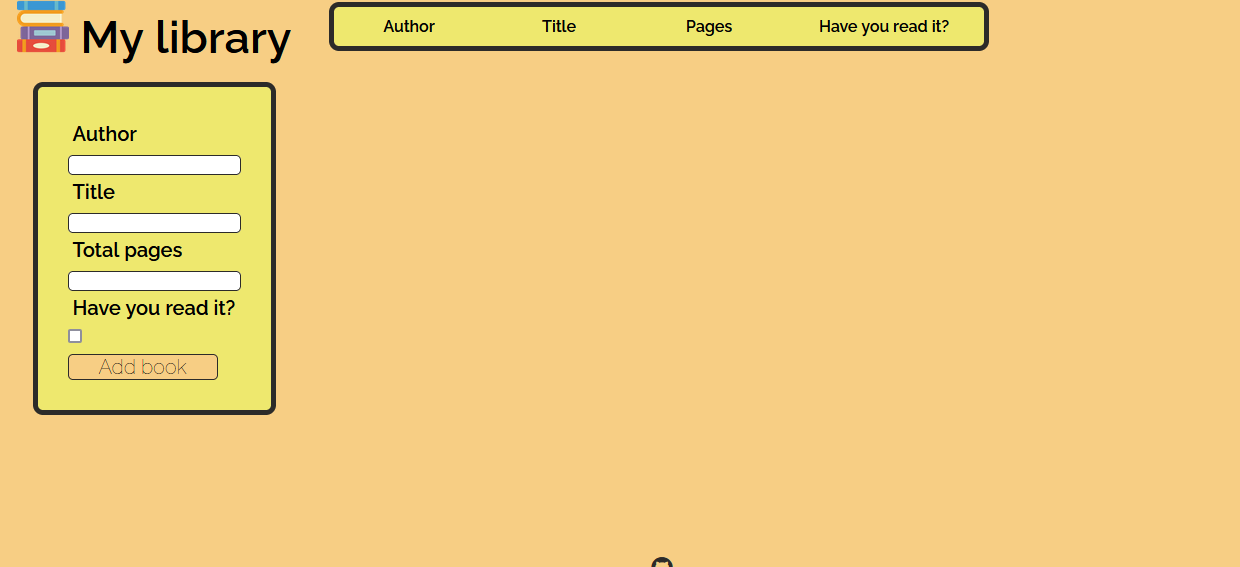 My library
Author Title Pages Have you read it?
Author
Title
Total pages
Have you read it?
Add book